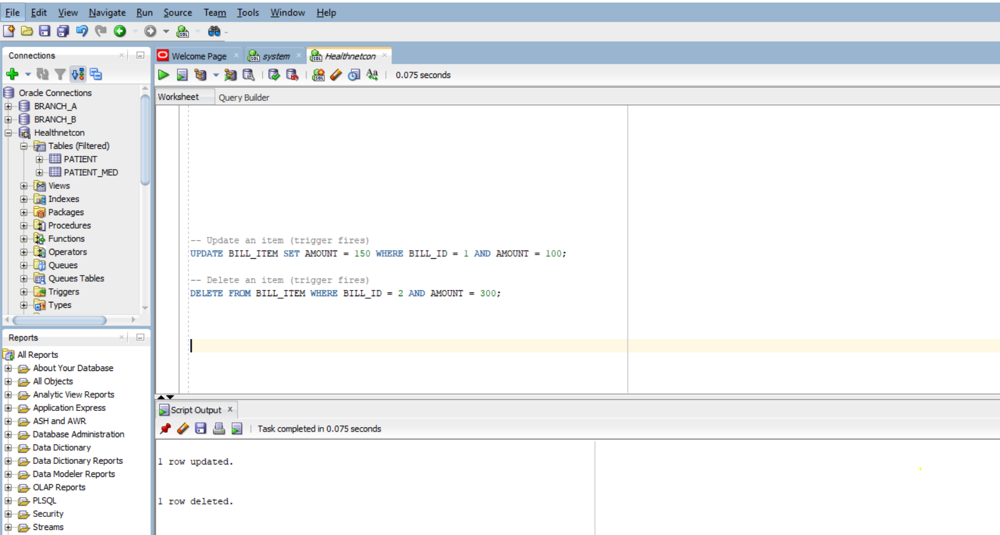 File Edit View Navigate Run Source Team Tools Window Help
Connections
Oracle Connections
BRANCH_A
BRANCH_B
Healthnetcon
Tables (Filtered)
PATIENT
PATIENT_MED
Views
Indexes
Packages
Procedures
Functions
Operators
Queues
Queues Tables
Triggers
Types
Reports
All Reports
About Your Database
All Objects
Analytic View Reports
Application Express
ASH and AWR
Database Administration
Data Dictionary
Data Dictionary Reports
Data Modeler Reports
OLAP Reports
PLSQL
Security
Streams
Welcome Page system Healthnetcon
0.075 seconds
Worksheet Query Builder
-- Update an item (trigger fires)
UPDATE BILL_ITEM SET AMOUNT = 150 WHERE BILL_ID = 1 AND AMOUNT = 100;
-- Delete an item (trigger fires)
DELETE FROM BILL_ITEM WHERE BILL_ID = 2 AND AMOUNT = 300;
Script Output x
Task completed in 0.075 seconds
1 row updated.
1 row deleted.